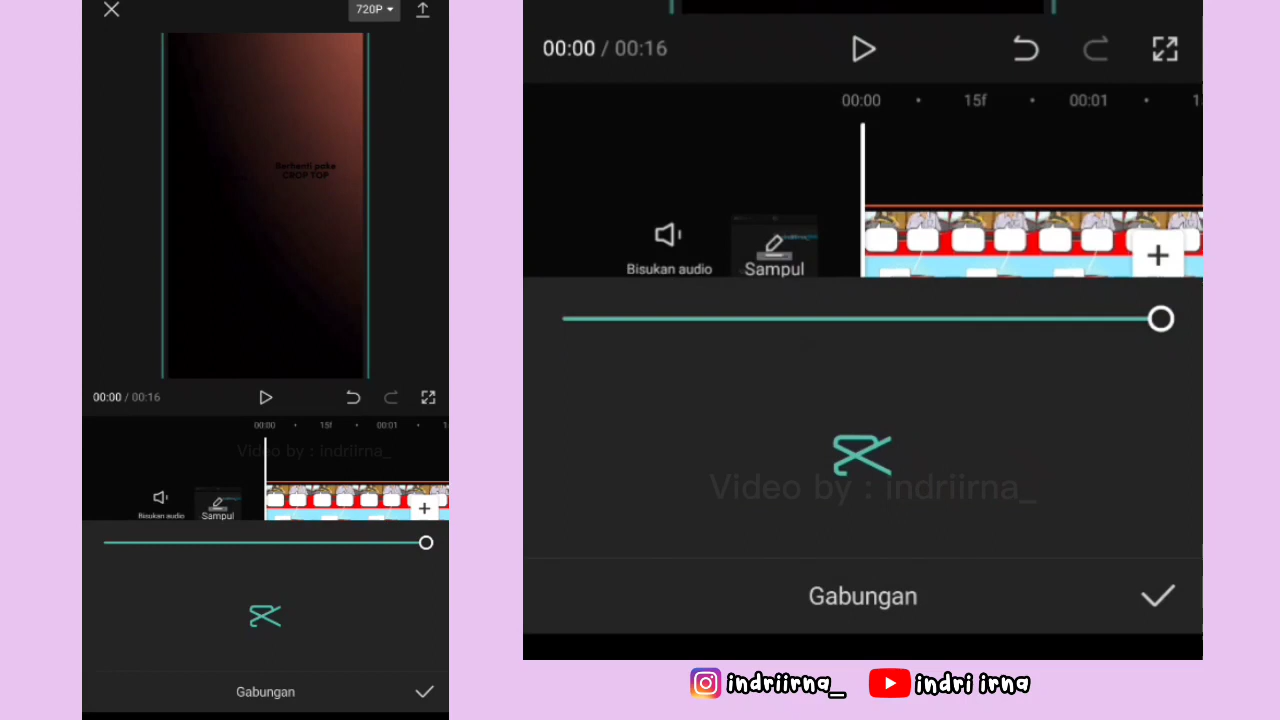 720P
Berhenti pake
CROP TOP
00:00 / 00:16
00:00 15f 00:01 1
Video by : indriirna_
Bisukan audio
Sampul
+
Gabungan
00:00 / 00:16
00:00 15f 00:01 1
Bisukan audio
Sampul
+
Video by : indriirna_
Gabungan
indriirna_ indri irna